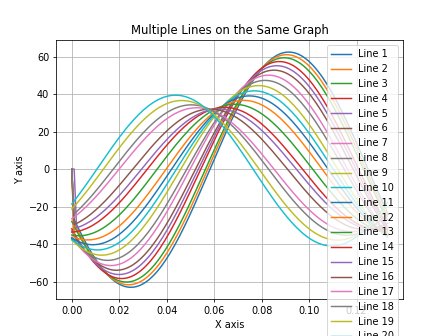 Multiple Lines on the Same Graph
Y axis
60
40
20
0
−20
−40
−60
0.00
0.02
0.04
0.06
0.08
0.10
X axis
Line 1
Line 2
Line 3
Line 4
Line 5
Line 6
Line 7
Line 8
Line 9
Line 10
Line 11
Line 12
Line 13
Line 14
Line 15
Line 16
Line 17
Line 18
Line 19
Line 20